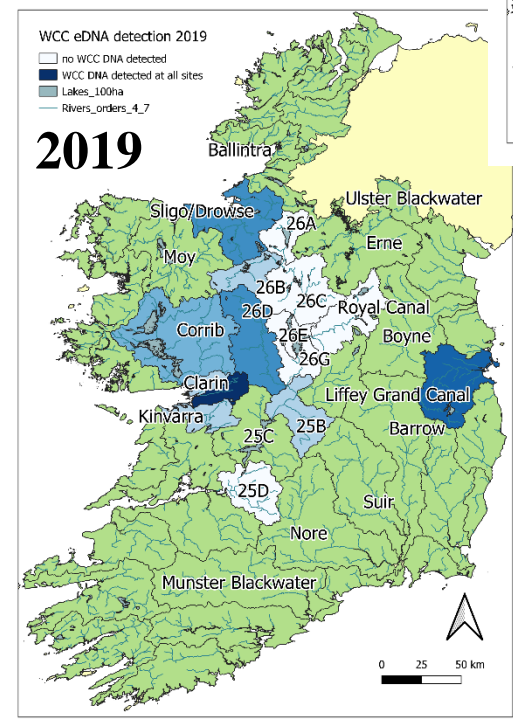 WCC eDNA detection 2019
no WCC DNA detected
WCC DNA detected at all sites
Lakes_100ha
Rivers_orders_4_7
2019
Ballintra
Ulster Blackwater
Sligo/Drowse
26A
Erne
Moy
26B
26C
Royal Canal
26D
Corrib
26E
Boyne
26G
Clarin
Liffey Grand Canal
Kinvarra
25B
Barrow
25C
25D
Suir
Nore
Munster Blackwater
0 25 50 km